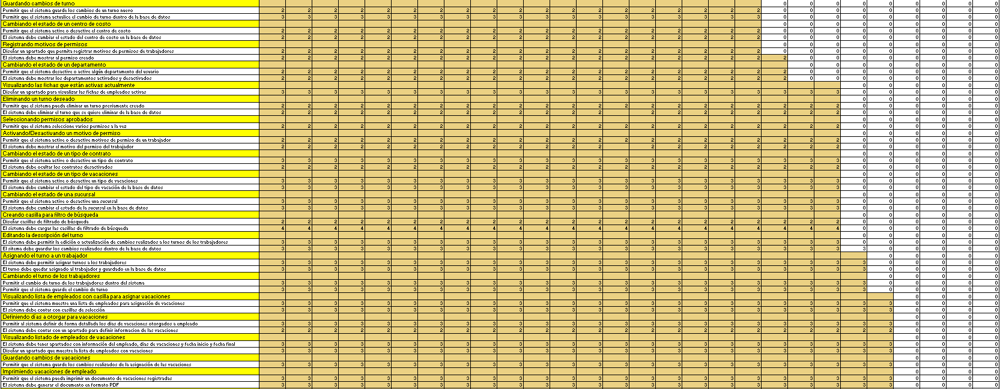 Guardando cambios de turno 0 0 0 0 0 0 0 0 0
Permitir que el sistema guarde los cambios de un turno nuevo 2 2 2 2 2 2 2 2 2 2 2 2 2 2 2 2 2 2 2 0 0 0 0 0 0 0 0 0
Permitir que el sistema actualice el cambio de turno dentro de la base de datos 3 3 3 3 3 3 3 3 3 3 3 3 3 3 3 3 3 3 3 0 0 0 0 0 0 0 0 0
Cambiando el estado de un centro de costo 0 0 0 0 0 0 0 0 0
Permitir que el sistema active o desactive el centro de costo 2 2 2 2 2 2 2 2 2 2 2 2 2 2 2 2 2 2 2 0 0 0 0 0 0 0 0 0
El sistema debe cambiar el estado del centro de costo en la base de datos 2 2 2 2 2 2 2 2 2 2 2 2 2 2 2 2 2 2 2 0 0 0 0 0 0 0 0 0
Registrando motivos de permisos 0 0 0 0 0 0 0 0 0
Diseñar un apartado que permita registrar motivos de permisos de trabajadores 2 2 2 2 2 2 2 2 2 2 2 2 2 2 2 2 2 2 2 0 0 0 0 0 0 0 0 0
El sistema debe mostrar al permiso creado 2 2 2 2 2 2 2 2 2 2 2 2 2 2 2 2 2 2 2 2 0 0 0 0 0 0 0 0
Cambiando el estado de un departamento 0 0 0 0 0 0 0 0
Permitir que el sistema desactive o active algún departamento del usuario 2 2 2 2 2 2 2 2 2 2 2 2 2 2 2 2 2 2 2 2 0 0 0 0 0 0 0 0
El sistema debe mostrar los departamentos activados y desactivados 2 2 2 2 2 2 2 2 2 2 2 2 2 2 2 2 2 2 2 2 0 0 0 0 0 0 0 0
Visualizando las fichas que están activas actualmente 0 0 0 0 0 0
Diseñar un apartado para visualizar las fichas de empleados activas 3 3 3 3 3 3 3 3 3 3 3 3 3 3 3 3 3 3 3 3 3 3 0 0 0 0 0 0
Eliminando un turno deseado 0 0 0 0 0 0
Permitir que el sistema pueda eliminar un turno previamente creado 2 2 2 2 2 2 2 2 2 2 2 2 2 2 2 2 2 2 2 2 2 2 0 0 0 0 0 0
El sistema debe eliminar el turno que se quiere eliminar de la base de datos 2 2 2 2 2 2 2 2 2 2 2 2 2 2 2 2 2 2 2 2 2 2 0 0 0 0 0 0
Seleccionando permisos aprobados 0 0 0 0 0 0
Permitir que el sistema seleccione varios permisos a la vez 2 2 2 2 2 2 2 2 2 2 2 2 2 2 2 2 2 2 2 2 2 2 0 0 0 0 0 0
Activando/Desactivando un motivo de permiso 0 0 0 0 0 0
Permitir que el sistema active o desactive motivos de permiso de un trabajador 2 2 2 2 2 2 2 2 2 2 2 2 2 2 2 2 2 2 2 2 2 2 0 0 0 0 0 0
El sistema debe mostrar el motivo del permiso del trabajador 2 2 2 2 2 2 2 2 2 2 2 2 2 2 2 2 2 2 2 2 2 2 0 0 0 0 0 0
Cambiando el estado de un tipo de contrato 0 0 0 0 0 0
Permitir que el sistema active o desactive un tipo de contrato 3 3 3 3 3 3 3 3 3 3 3 3 3 3 3 3 3 3 3 3 3 3 0 0 0 0 0 0
El sistema debe ocultar los contratos desactivados 2 2 2 2 2 2 2 2 2 2 2 2 2 2 2 2 2 2 2 2 2 2 0 0 0 0 0 0
Cambiando el estado de un tipo de vacaciones 0 0 0 0 0 0
Permitir que el sistema active o desactive un tipo de vacaciones 3 3 3 3 3 3 3 3 3 3 3 3 3 3 3 3 3 3 3 3 3 3 0 0 0 0 0 0
El sistema debe cambiar el estado del tipo de vacación de la base de datos 3 3 3 3 3 3 3 3 3 3 3 3 3 3 3 3 3 3 3 3 3 3 0 0 0 0 0 0
Cambiando el estado de una sucursal 0 0 0 0 0 0
Permitir que el sistema active o desactive una sucursal 3 3 3 3 3 3 3 3 3 3 3 3 3 3 3 3 3 3 3 3 3 3 0 0 0 0 0 0
El sistema debe cambiar el estado de la sucursal en la base de datos 3 3 3 3 3 3 3 3 3 3 3 3 3 3 3 3 3 3 3 3 3 3 0 0 0 0 0 0
Creando casilla para filtro de búsqueda 0 0 0 0 0 0
Diseñar casillas de filtrado de búsqueda 2 2 2 2 2 2 2 2 2 2 2 2 2 2 2 2 2 2 2 2 2 2 0 0 0 0 0 0
El sistema debe cargar las casillas de filtrado de búsqueda 4 4 4 4 4 4 4 4 4 4 4 4 4 4 4 4 4 4 4 4 4 4 0 0 0 0 0 0
Editando la descripción del turno 0 0 0 0 0 0
El sistema debe permitir la edición o actualización de cambios realizados a los turnos de los trabajadores 3 3 3 3 3 3 3 3 3 3 3 3 3 3 3 3 3 3 3 3 3 3 0 0 0 0 0 0
El sitema debe guardar los cambios realizados dentro de la base de datos 3 3 3 3 3 3 3 3 3 3 3 3 3 3 3 3 3 3 3 3 3 3 3 0 0 0 0 0
Asignando el turno a un trabajador 0 0 0 0 0
El sistema debe permitir asignar turnos a los trabajadores 3 3 3 3 3 3 3 3 3 3 3 3 3 3 3 3 3 3 3 3 3 3 3 0 0 0 0 0
El turno debe quedar asignado al trabajador y guardado en la base de datos 3 3 3 3 3 3 3 3 3 3 3 3 3 3 3 3 3 3 3 3 3 3 3 0 0 0 0 0
Cambiando el turno de los trabajadores 0 0 0 0 0
Permitir el cambio de turno de los trabajadores dentro del sistema 3 3 3 3 3 3 3 3 3 3 3 3 3 3 3 3 3 3 3 3 3 3 3 0 0 0 0 0
Permitir que el sistema guarde el cambio de turno 3 3 3 3 3 3 3 3 3 3 3 3 3 3 3 3 3 3 3 3 3 3 3 0 0 0 0 0
Visualizando lista de empleados con casilla para asignar vacaciones 0 0 0 0
Permitir que el sistema muestre una lista de empleados para asignación de vacaciones 3 3 3 3 3 3 3 3 3 3 3 3 3 3 3 3 3 3 3 3 3 3 3 3 0 0 0 0
El sistema debe contar con casillas de selección 3 3 3 3 3 3 3 3 3 3 3 3 3 3 3 3 3 3 3 3 3 3 3 3 0 0 0 0
Definiendo días a otorgar para vacaciones 0 0 0 0
Permitir al sistema definir de forma detallada los dias de vacaciones otorgados a empleado 3 3 3 3 3 3 3 3 3 3 3 3 3 3 3 3 3 3 3 3 3 3 3 3 0 0 0 0
El sistema debe contar con un apartado para definir informacion de las vacaciones 2 2 2 2 2 2 2 2 2 2 2 2 2 2 2 2 2 2 2 2 2 2 2 2 0 0 0 0
Visualizando listado de empleados de vacaciones 0 0 0 0
El sistema debe tener apartados con información del empleado, dias de vacaciones y fecha inicio y fecha final 3 3 3 3 3 3 3 3 3 3 3 3 3 3 3 3 3 3 3 3 3 3 3 3 0 0 0 0
Diseñar un apartado que muestre la lista de empleados con vacaciones 3 3 3 3 3 3 3 3 3 3 3 3 3 3 3 3 3 3 3 3 3 3 3 3 0 0 0 0
Guardando cambios de vacaciones 0 0 0 0
Permitir que el sistema guarde los cambios realizados de la asignación de las vacaciones 3 3 3 3 3 3 3 3 3 3 3 3 3 3 3 3 3 3 3 3 3 3 3 3 0 0 0 0
Imprimiendo vacaciones de empleado 0 0 0 0
Permitir que el sistema pueda imprimir un documento de vacaciones registradas 3 3 3 3 3 3 3 3 3 3 3 3 3 3 3 3 3 3 3 3 3 3 3 3 0 0 0 0
El sistema debe generar el documento en formato PDF 3 3 3 3 3 3 3 3 3 3 3 3 3 3 3 3 3 3 3 3 3 3 3 3 0 0 0 0